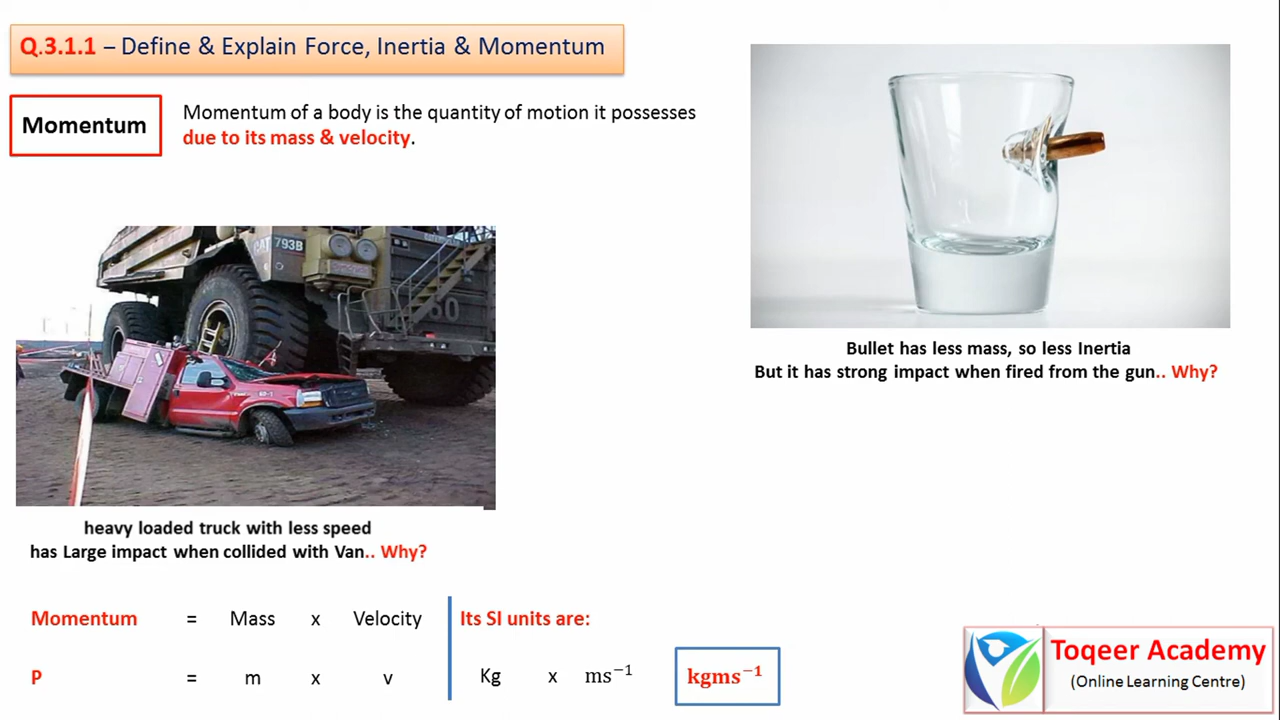 Q.3.1.1 – Define & Explain Force, Inertia & Momentum
Momentum
Momentum of a body is the quantity of motion it possesses
due to its mass & velocity.
CAT 793B
heavy loaded truck with less speed
has Large impact when collided with Van.. Why?
Bullet has less mass, so less Inertia
But it has strong impact when fired from the gun.. Why?
Momentum = Mass x Velocity
P = m x v
Its SI units are:
Kg x ms⁻¹
kgms⁻¹
Toqeer Academy
(Online Learning Centre)